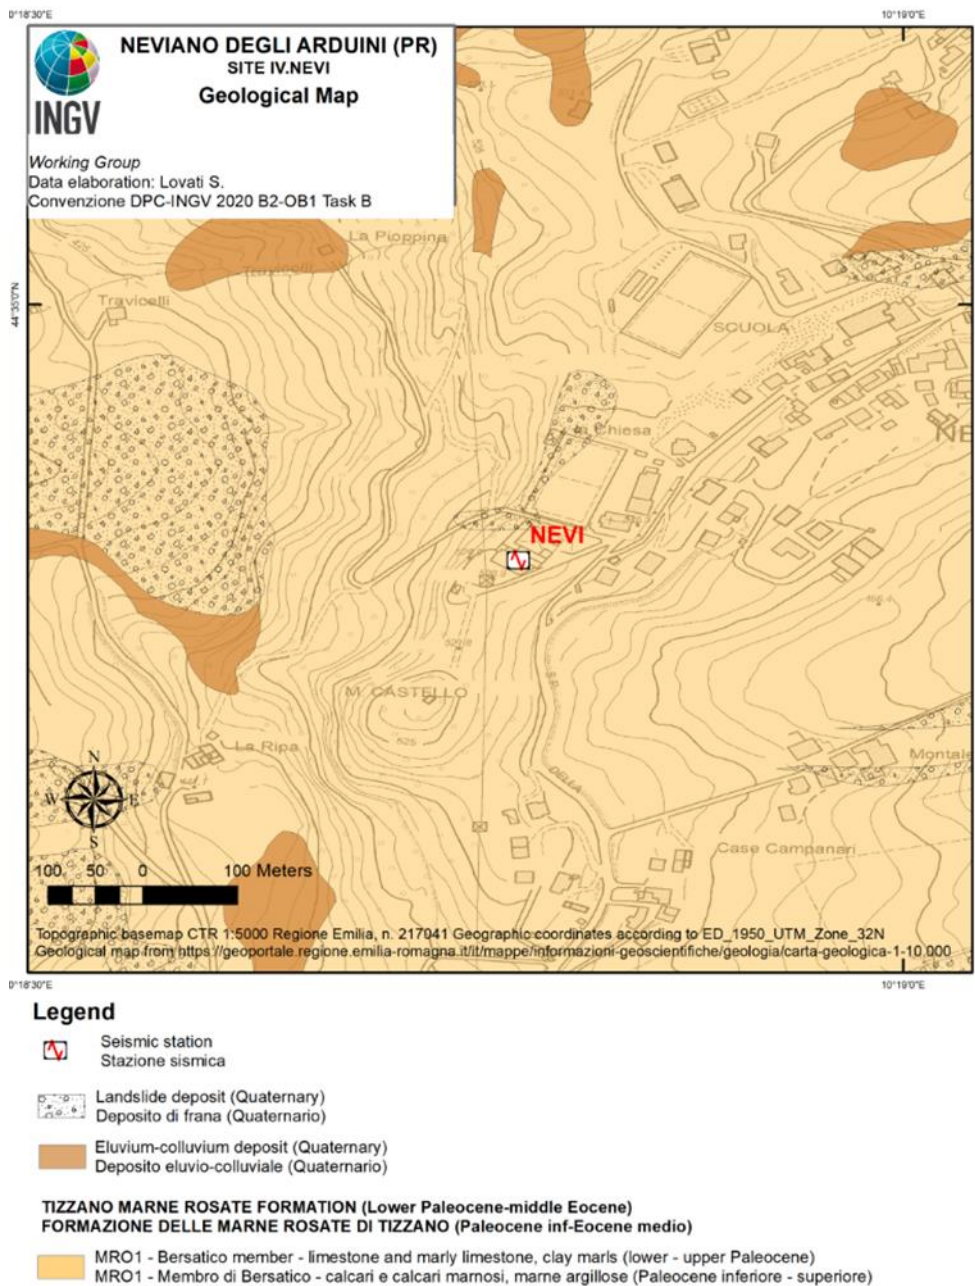 0°18'30"E
10°19'0"E
NEVIANO DEGLI ARDUINI (PR)
SITE IV.NEVI
Geological Map
INGV
Working Group
Data elaboration: Lovati S.
Convenzione DPC-INGV 2020 B2-OB1 Task B
La Pioppina
Travicelli
Travicelli
44°35'0"N
SCUOLA
Chiesa
NE
NEVI
M. CASTELLO
525
La Ripa
Montale
DELLA
Case Campanari
N
W
E
S
100 50 0 100 Meters
Topographic basemap CTR 1:5000 Regione Emilia, n. 217041 Geographic coordinates according to ED_1950_UTM_Zone_32N
Geological map from https://geoportale.regione.emilia-romagna.it/it/mappe/informazioni-geoscientifiche/geologia/carta-geologica-1-10.000
0°18'30"E
10°19'0"E
Legend
Seismic station
Stazione sismica
Landslide deposit (Quaternary)
Deposito di frana (Quaternario)
Eluvium-colluvium deposit (Quaternary)
Deposito eluvio-colluviale (Quaternario)
TIZZANO MARNE ROSATE FORMATION (Lower Paleocene-middle Eocene)
FORMAZIONE DELLE MARNE ROSATE DI TIZZANO (Paleocene inf-Eocene medio)
MRO1 - Bersatico member - limestone and marly limestone, clay marls (lower - upper Paleocene)
MRO1 - Membro di Bersatico - calcari e calcari marnosi, marne argillose (Paleocene inferiore - superiore)